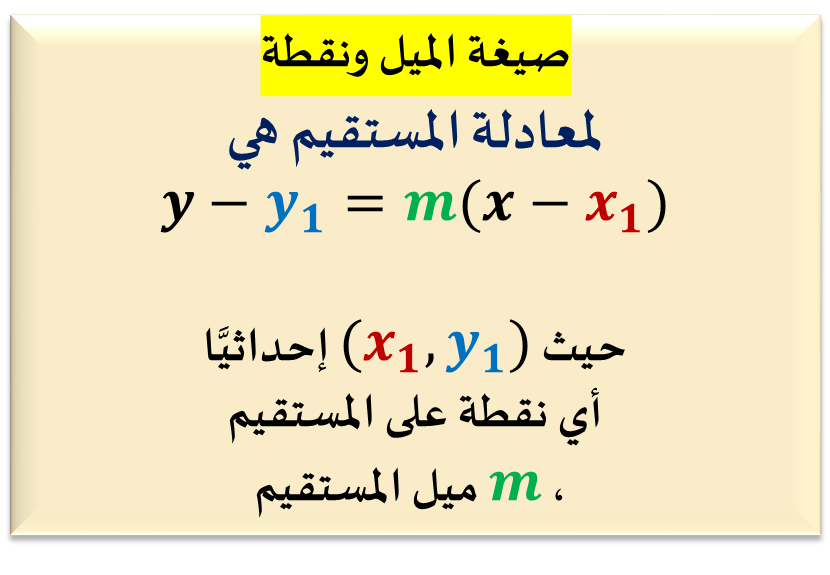 صيغة الميل ونقطة
لمعادلة المستقيم هي
y − y₁ = m(x − x₁)
حيث (x₁, y₁) إحداثيَّا
أي نقطة على المستقيم
، m ميل المستقيم